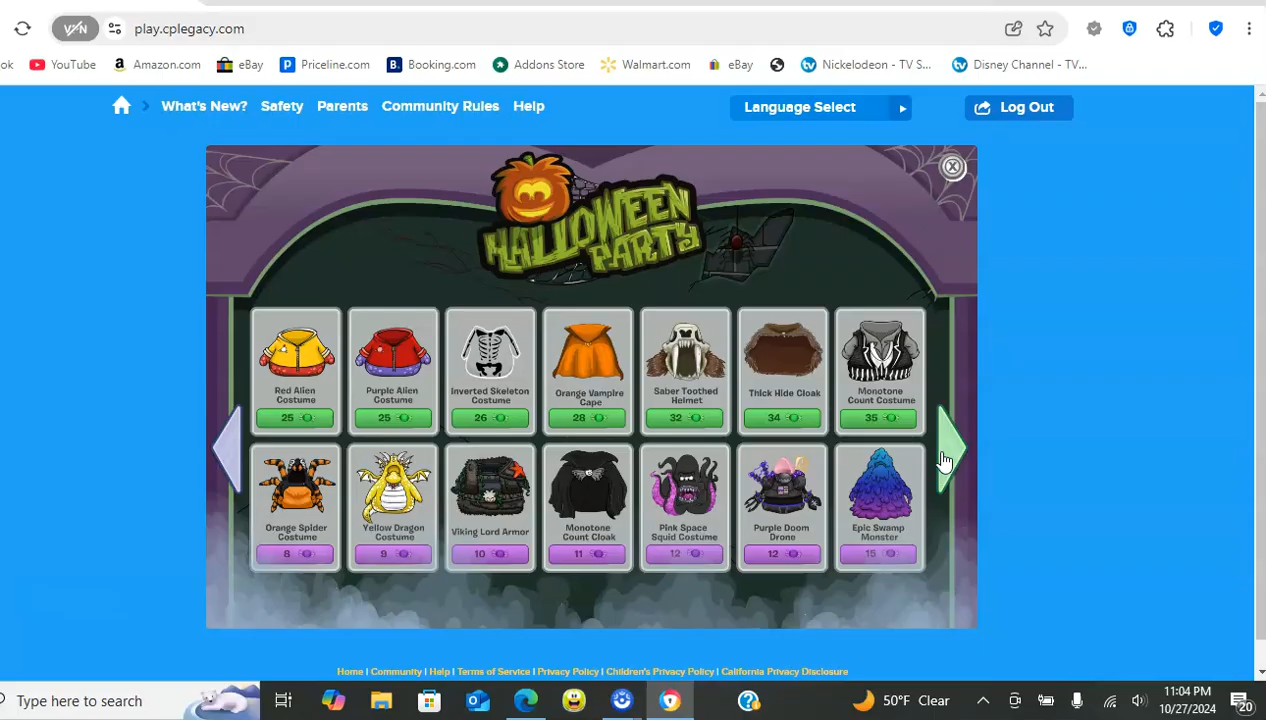 play.cplegacy.com
ok YouTube Amazon.com eBay Priceline.com Booking.com Addons Store Walmart.com eBay Nickelodeon - TV S... Disney Channel - TV...
What's New? Safety Parents Community Rules Help Language Select Log Out
HALLOWEEN
PARTY
Red Alien Costume
25
Purple Alien Costume
25
Inverted Skeleton Costume
26
Orange Vampire Cape
28
Saber Toothed Helmet
32
Thick Hide Cloak
34
Monotone Count Costume
35
Orange Spider Costume
8
Yellow Dragon Costume
9
Viking Lord Armor
10
Monotone Count Cloak
11
Pink Space Squid Costume
12
Purple Doom Drone
12
Epic Swamp Monster
15
Home | Community | Help | Terms of Service | Privacy Policy | Children's Privacy Policy | California Privacy Disclosure
Type here to search
50°F Clear
11:04 PM
10/27/2024
20